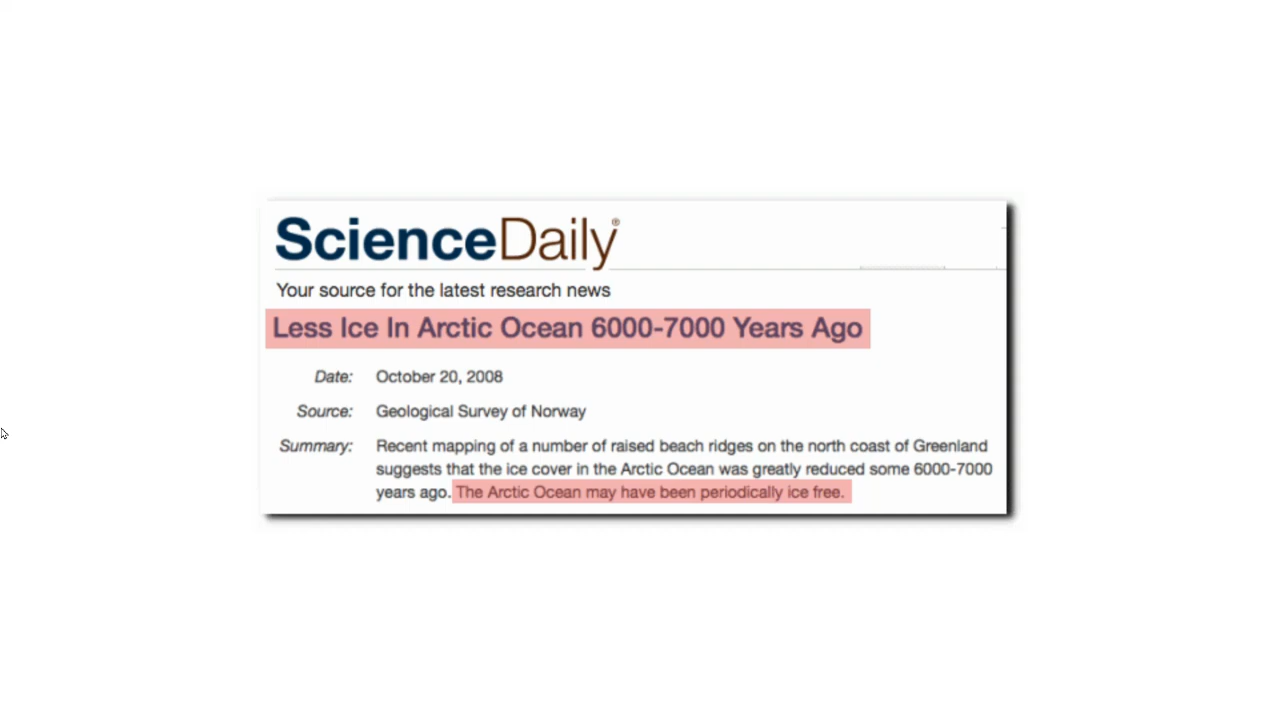 ScienceDaily®
Your source for the latest research news
Less Ice In Arctic Ocean 6000-7000 Years Ago
Date: October 20, 2008
Source: Geological Survey of Norway
Summary: Recent mapping of a number of raised beach ridges on the north coast of Greenland
suggests that the ice cover in the Arctic Ocean was greatly reduced some 6000-7000
years ago. The Arctic Ocean may have been periodically ice free.